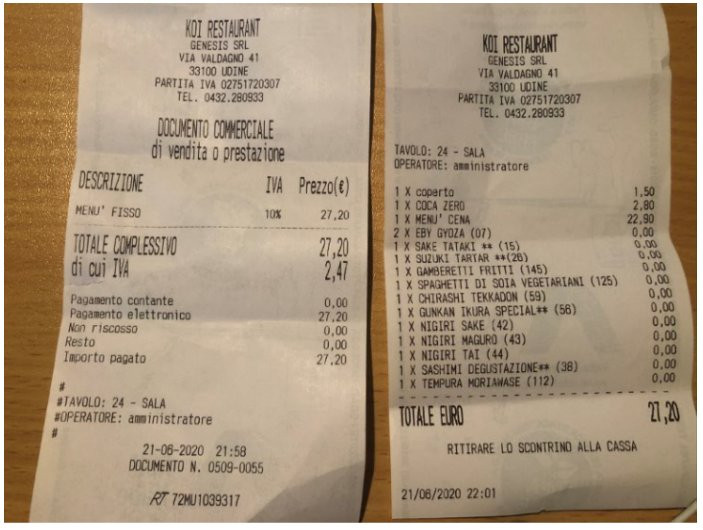 KOI RESTAURANT
GENESIS SRL
VIA VALDAGNO 41
33100 UDINE
PARTITA IVA 02751720307
TEL. 0432.280933
DOCUMENTO COMMERCIALE
di vendita o prestazione
DESCRIZIONE IVA Prezzo(€)
MENU' FISSO 10% 27,20
TOTALE COMPLESSIVO 27,20
di cui IVA 2,47
Pagamento contante 0,00
Pagamento elettronico 27,20
Non riscosso 0,00
Resto 0,00
Importo pagato 27,20
#
#TAVOLO: 24 - SALA
#OPERATORE: amministratore
#
21-06-2020 21:58
DOCUMENTO N. 0509-0055
RT 72MU1039317
KOI RESTAURANT
GENESIS SRL
VIA VALDAGNO 41
33100 UDINE
PARTITA IVA 02751720307
TEL. 0432.280933
TAVOLO: 24 - SALA
OPERATORE: amministratore
1 X coperto 1,50
1 X COCA ZERO 2,80
1 X MENU' CENA 22,90
2 X EBY GYOZA (07) 0,00
1 X SAKE TATAKI ** (15) 0,00
1 X SUZUKI TARTAR **(26) 0,00
1 X GAMBERETTI FRITTI (145) 0,00
1 X SPAGHETTI DI SOIA VEGETARIANI (125) 0,00
1 X CHIRASHI TEKKADON (59) 0,00
1 X GUNKAN IKURA SPECIAL** (56) 0,00
1 X NIGIRI SAKE (42) 0,00
1 X NIGIRI MAGURO (43) 0,00
1 X NIGIRI TAI (44) 0,00
1 X SASHIMI DEGUSTAZIONE** (38) 0,00
1 X TEMPURA MORIAWASE (112) 0,00
TOTALE EURO 27,20
RITIRARE LO SCONTRINO ALLA CASSA
21/06/2020 22:01